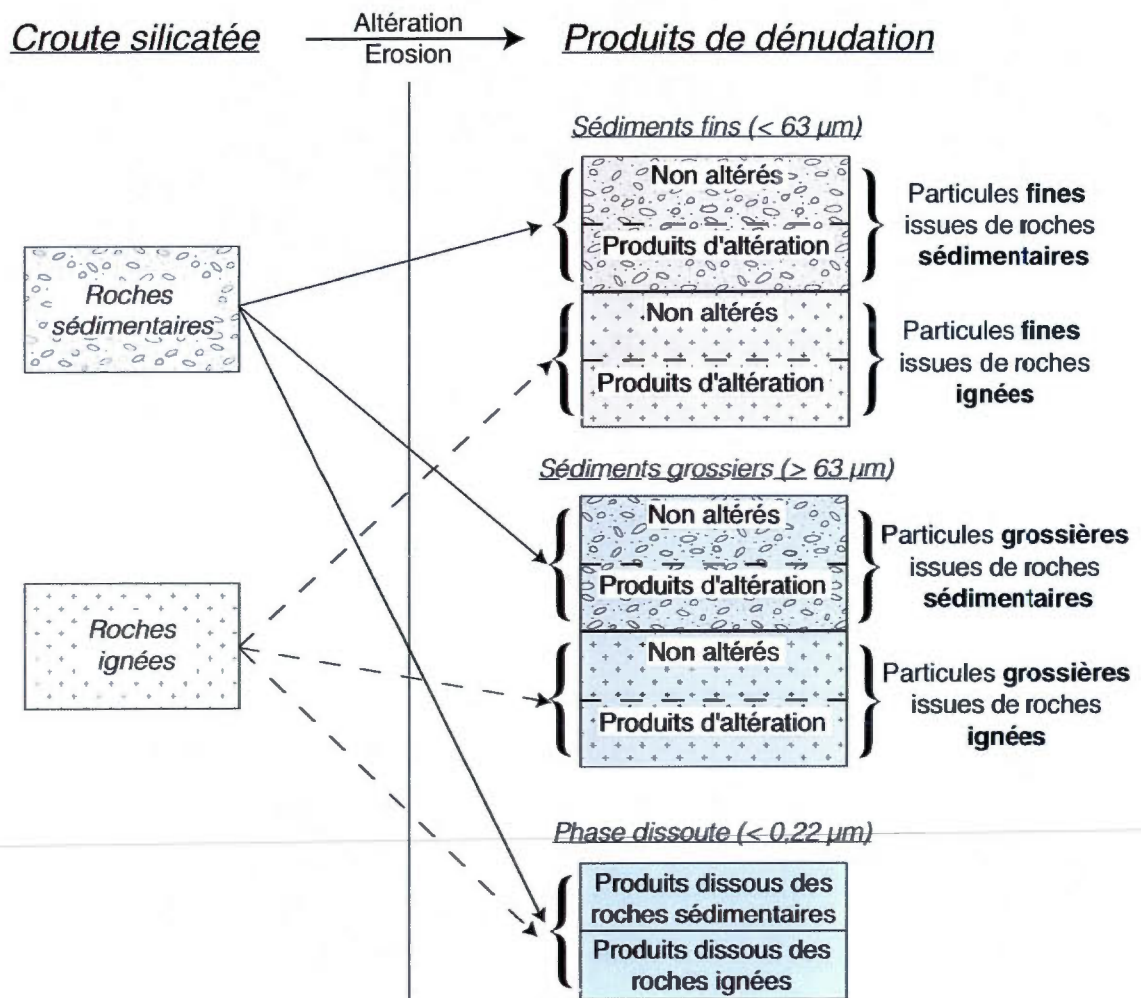 Croute silicatée
Altération
Erosion
Produits de dénudation
Sédiments fins (< 63 µm)
Non altérés
Produits d'altération
Particules fines
issues de roches
sédimentaires
Roches
sédimentaires
Non altérés
Produits d'altération
Particules fines
issues de roches
ignées
Sédiments grossiers (> 63 µm)
Non altérés
Produits d'altération
Particules grossières
issues de roches
sédimentaires
Roches
ignées
Non altérés
Produits d'altération
Particules grossières
issues de roches
ignées
Phase dissoute (< 0,22 µm)
Produits dissous des
roches sédimentaires
Produits dissous des
roches ignées